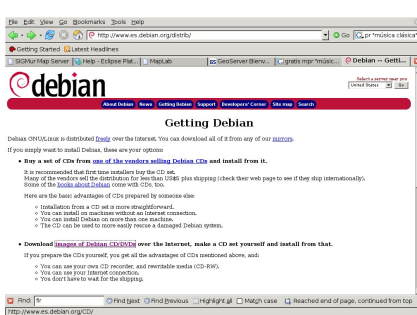 File Edit View Go Bookmarks Tools Help
http://www.es.debian.org/distrib/ Go pr "música clásica"
Getting Started Latest Headlines
SIGMur Map Server Help - Eclipse Plat... MapLab GeoServer Bienv... gratis mpr "músic... Debian -- Getti...
debian
Select a server near you
United States Go
About Debian News Getting Debian Support Developers' Corner Site map Search
Getting Debian
Debian GNU/Linux is distributed freely over the Internet. You can download all of it from any of our mirrors.
If you simply want to install Debian, these are your options:
Buy a set of CDs from one of the vendors selling Debian CDs and install from it.
It is recommended that first time installers buy the CD set.
Many of the vendors sell the distribution for less than US$5 plus shipping (check their web page to see if they ship internationally).
Some of the books about Debian come with CDs, too.
Here are the basic advantages of CDs prepared by someone else:
Installation from a CD set is more straightforward.
You can install on machines without an Internet connection.
You can install Debian on more than one machine.
The CD can be used to more easily rescue a damaged Debian system.
Download images of Debian CD/DVDs over the Internet, make a CD set yourself and install from that.
If you prepare the CDs yourself, you get all the advantages of CDs mentioned above, and:
You can use your own CD recorder, and rewritable media (CD-RW).
You can use your Internet connection.
You don't have to wait for the shipping.
Find: fir Find Next Find Previous Highlight all Match case Reached end of page, continued from top
http://www.es.debian.org/CD/